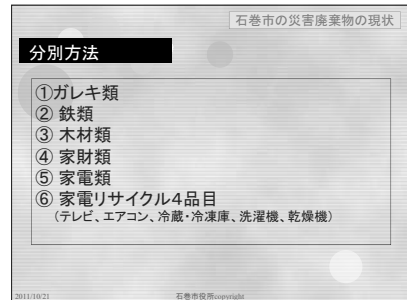 石巻市の災害廃棄物の現状
分別方法
①ガレキ類
② 鉄類
③ 木材類
④ 家財類
⑤ 家電類
⑥ 家電リサイクル４品目
（テレビ、エアコン、冷蔵・冷凍庫、洗濯機、乾燥機）
2011/10/21
石巻市役所copyright